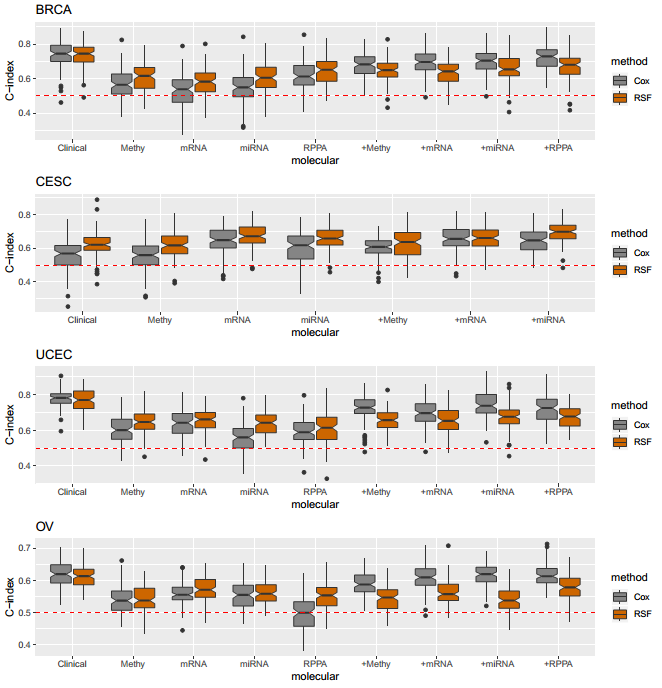 BRCA
C−index
0.8
0.6
0.4
Clinical Methy mRNA miRNA RPPA +Methy +mRNA +miRNA +RPPA
molecular
method
Cox
RSF
CESC
C−index
0.8
0.6
0.4
Clinical Methy mRNA miRNA +Methy +mRNA +miRNA
molecular
method
Cox
RSF
UCEC
C−index
0.8
0.6
0.4
Clinical Methy mRNA miRNA RPPA +Methy +mRNA +miRNA +RPPA
molecular
method
Cox
RSF
OV
C−index
0.7
0.6
0.5
0.4
Clinical Methy mRNA miRNA RPPA +Methy +mRNA +miRNA +RPPA
molecular
method
Cox
RSF